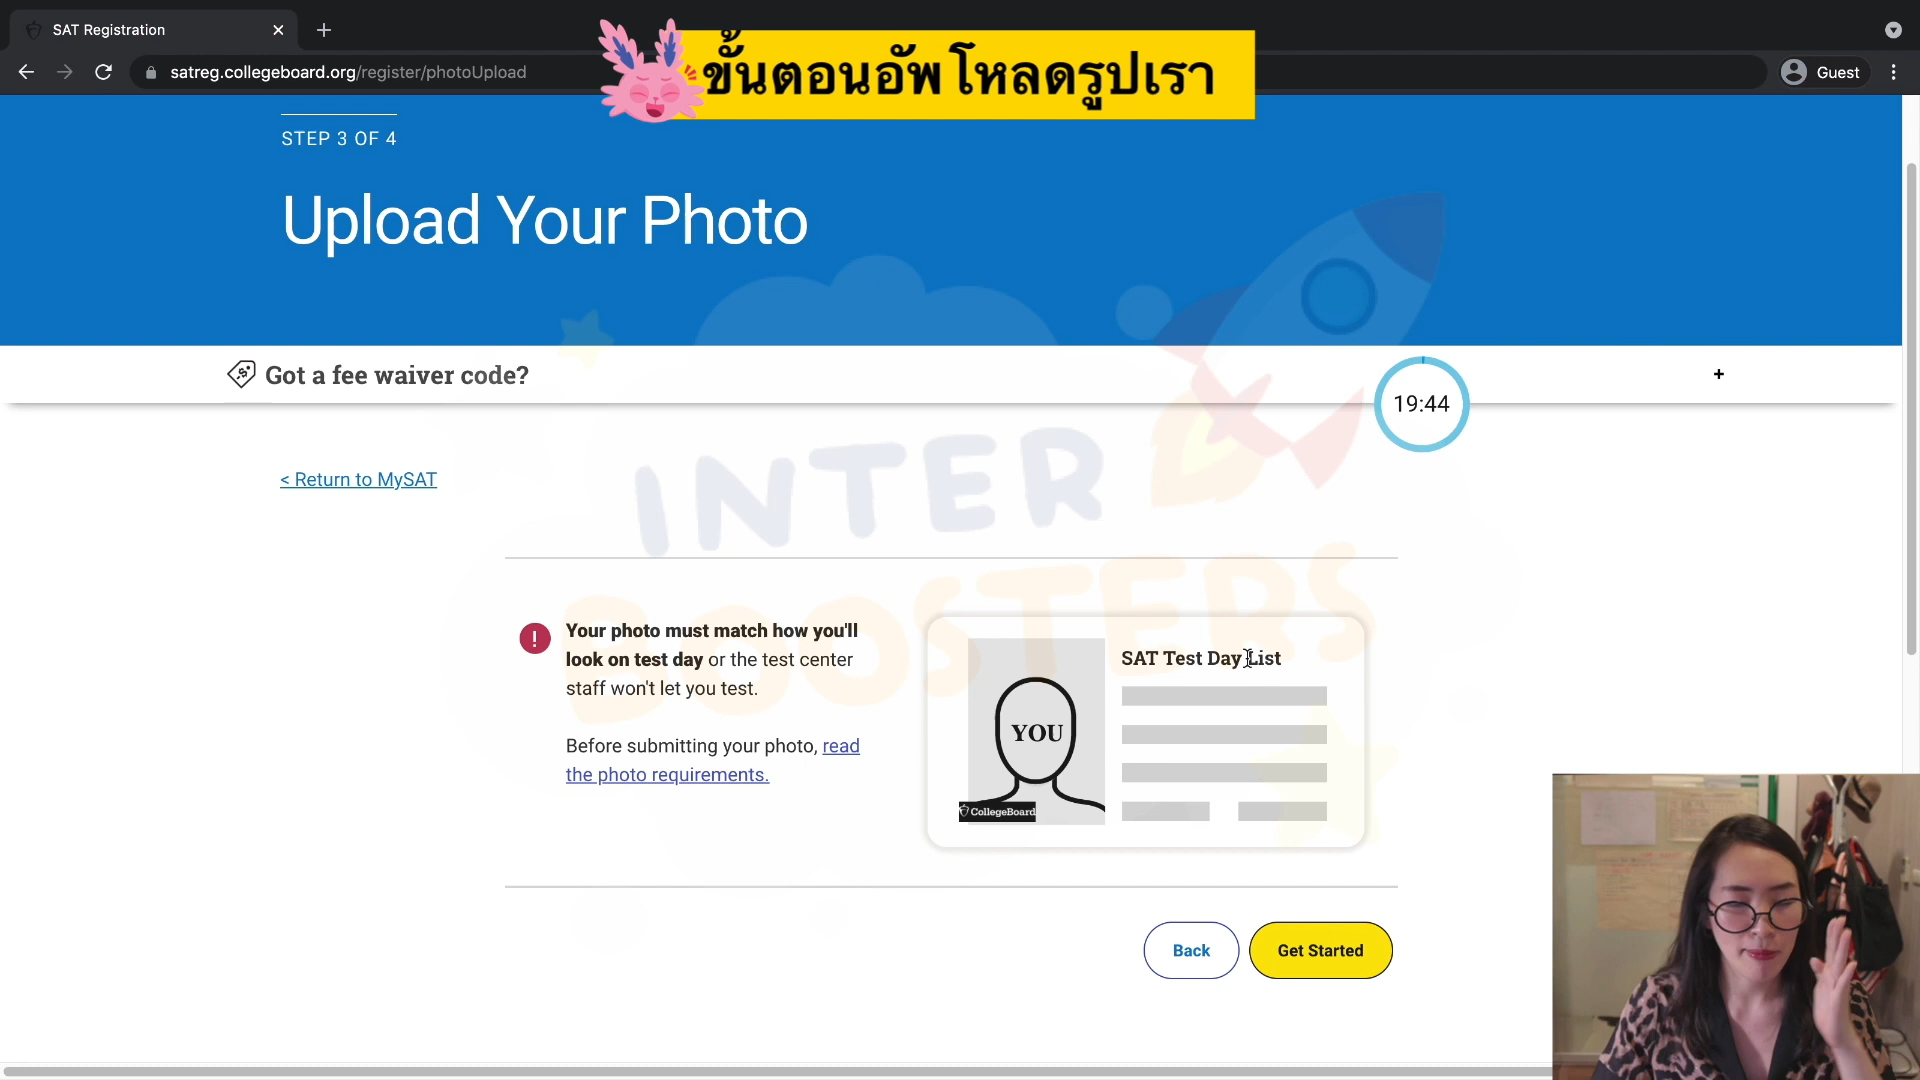 SAT Registration
satreg.collegeboard.org/register/photoUpload
Guest
ขั้นตอนอัพโหลดรูปเรา
STEP 3 OF 4
Upload Your Photo
Got a fee waiver code?
+
19:44
< Return to MySAT
INTER
BOOSTERS
Your photo must match how you'll
look on test day or the test center
staff won't let you test.
Before submitting your photo, read
the photo requirements.
SAT Test Day List
YOU
CollegeBoard
Back
Get Started